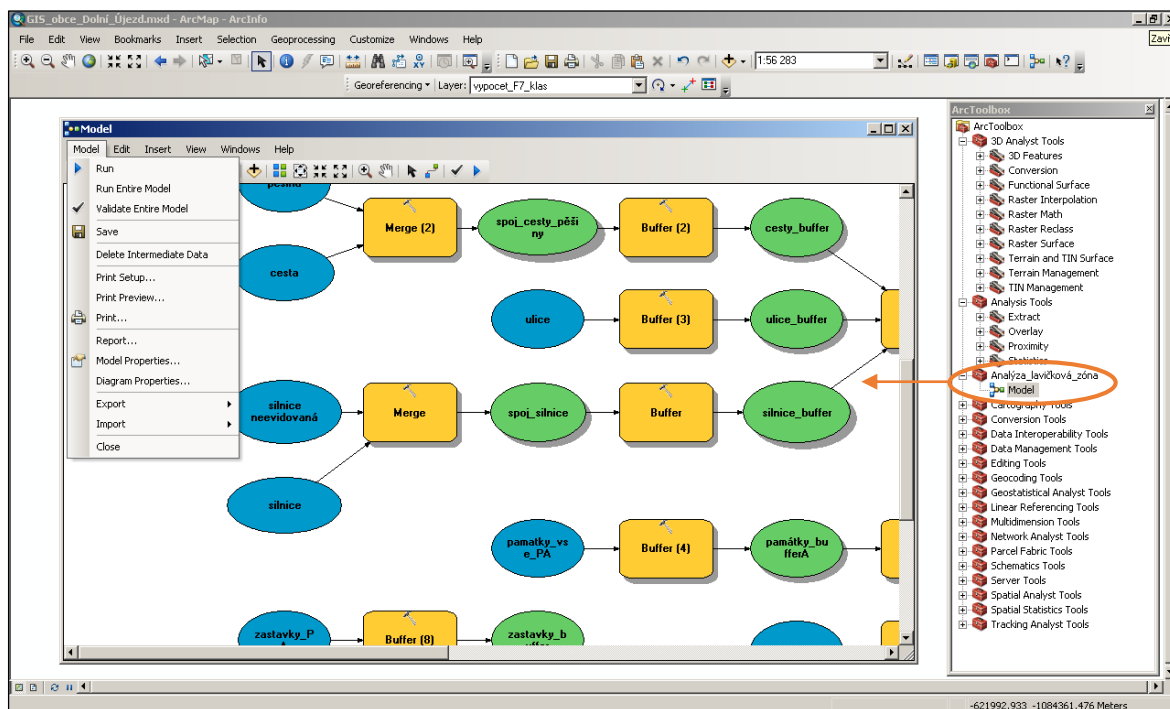 GIS_obce_Dolní_Újezd.mxd - ArcMap - ArcInfo
File Edit View Bookmarks Insert Selection Geoprocessing Customize Windows Help
1:56 283
Georeferencing Layer: vypocet_F7_klas
Model
Model Edit Insert View Windows Help
Run
Run Entire Model
Validate Entire Model
Save
Delete Intermediate Data
Print Setup...
Print Preview...
Print...
Report...
Model Properties...
Diagram Properties...
Export
Import
Close
Merge (2)
spoj_cesty_pěši
ny
Buffer (2)
cesty_buffer
cesta
ulice
Buffer (3)
ulice_buffer
silnice
neevidovaná
Merge
spoj_silnice
Buffer
silnice_buffer
silnice
pamatky_vs
e_PA
Buffer (4)
památky_bu
fferA
zastavky_P
Buffer (8)
zastavky_b
ArcToolbox
ArcToolbox
3D Analyst Tools
3D Features
Conversion
Functional Surface
Raster Interpolation
Raster Math
Raster Reclass
Raster Surface
Terrain and TIN Surface
Terrain Management
TIN Management
Analysis Tools
Extract
Overlay
Proximity
Statistics
Analýza_lavičková_zóna
Model
Cartography Tools
Conversion Tools
Data Interoperability Tools
Data Management Tools
Editing Tools
Geocoding Tools
Geostatistical Analyst Tools
Linear Referencing Tools
Multidimension Tools
Network Analyst Tools
Parcel Fabric Tools
Schematics Tools
Server Tools
Spatial Analyst Tools
Spatial Statistics Tools
Tracking Analyst Tools
-621992,933 -1084361,476 Meters